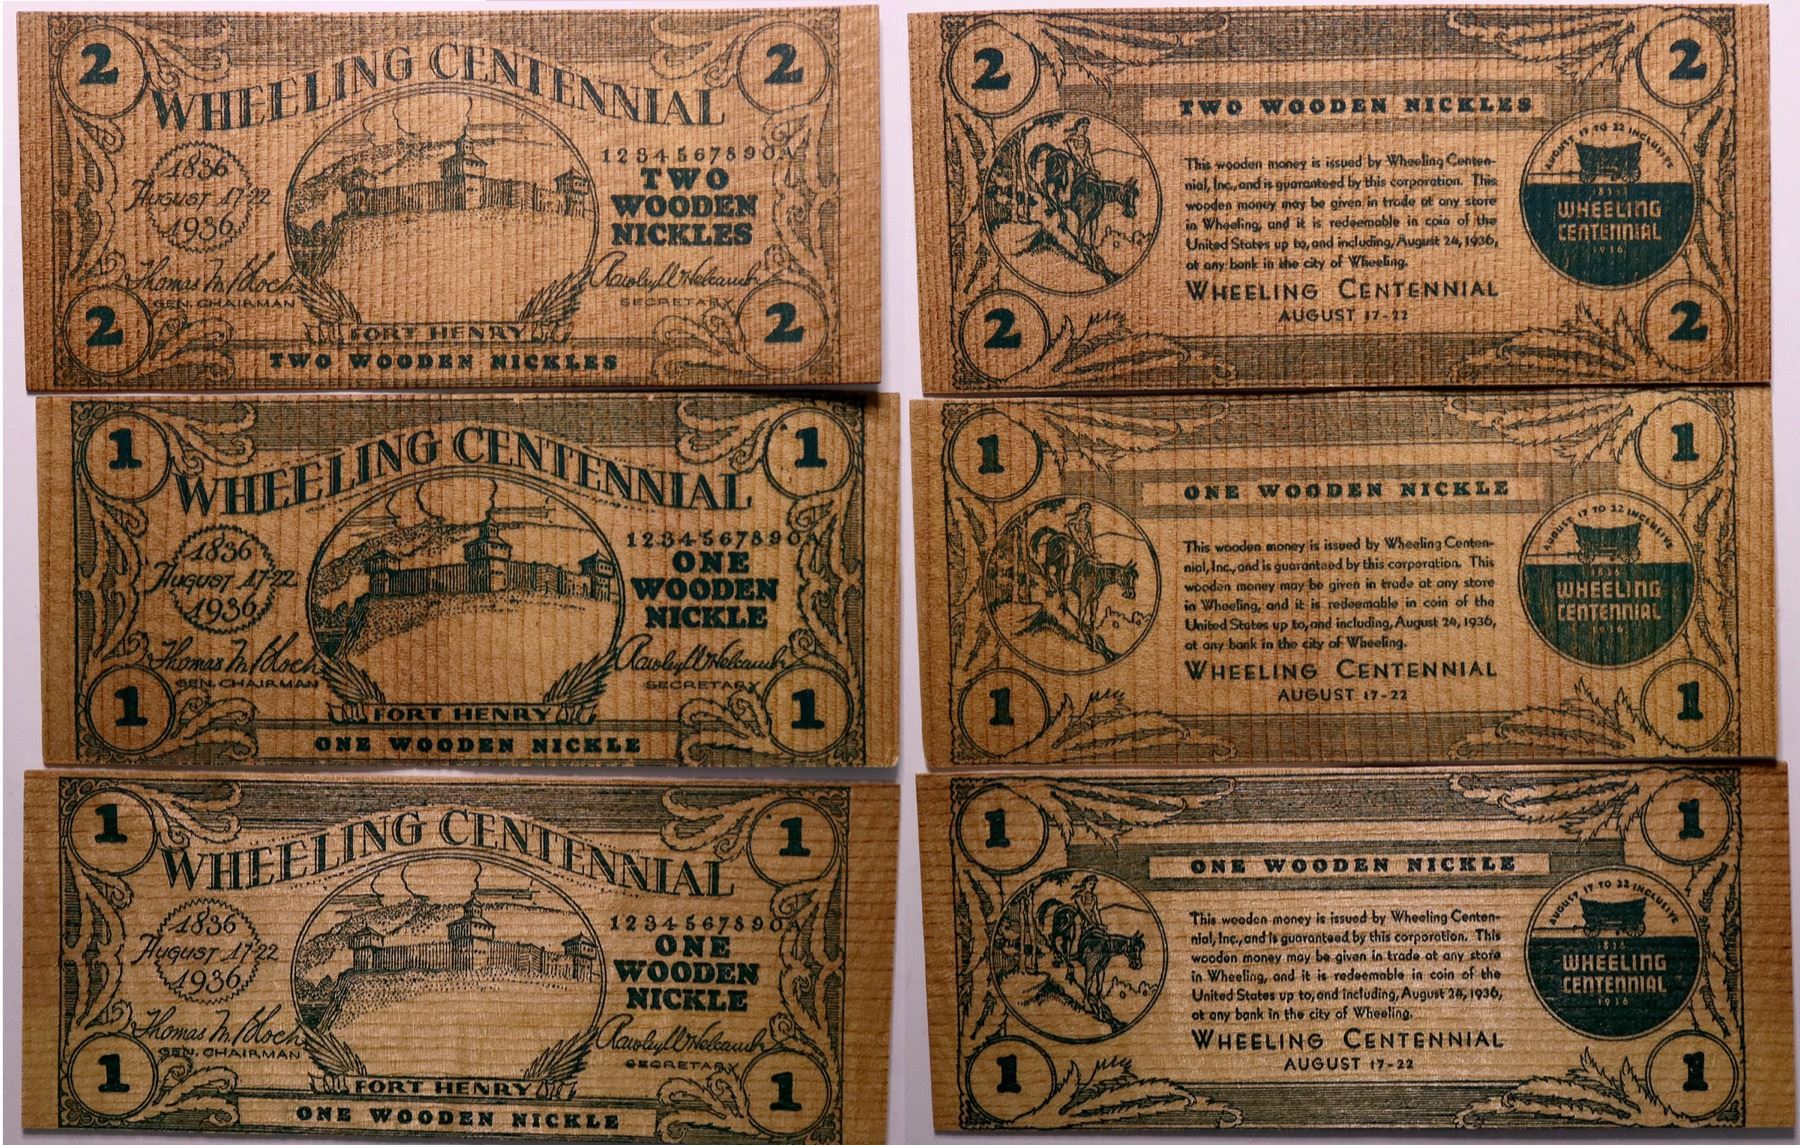 2 2
WHEELING CENTENNIAL
1836
AUGUST 17-22
1936
1234567890A
TWO
WOODEN
NICKLES
Thomas M Bloch
GEN. CHAIRMAN
SECRETARY
2 2
FORT HENRY
TWO WOODEN NICKLES
2 2
TWO WOODEN NICKLES
This wooden money is issued by Wheeling Centen-
nial, Inc., and is guaranteed by this corporation. This
wooden money may be given in trade at any store
in Wheeling, and it is redeemable in coin of the
United States up to, and including, August 24, 1936,
at any bank in the city of Wheeling.
WHEELING CENTENNIAL
AUGUST 17-22
AUGUST 17 TO 22 INCLUSIVE
1836
WHEELING
CENTENNIAL
1936
2 2
1 1
WHEELING CENTENNIAL
1836
AUGUST 17-22
1936
1234567890A
ONE
WOODEN
NICKLE
Thomas M Bloch
GEN. CHAIRMAN
SECRETARY
1 1
FORT HENRY
ONE WOODEN NICKLE
1 1
ONE WOODEN NICKLE
This wooden money is issued by Wheeling Centen-
nial, Inc., and is guaranteed by this corporation. This
wooden money may be given in trade at any store
in Wheeling, and it is redeemable in coin of the
United States up to, and including, August 24, 1936,
at any bank in the city of Wheeling.
WHEELING CENTENNIAL
AUGUST 17-22
AUGUST 17 TO 22 INCLUSIVE
1836
WHEELING
CENTENNIAL
1936
1 1
1 1
WHEELING CENTENNIAL
1836
AUGUST 17-22
1936
1234567890A
ONE
WOODEN
NICKLE
Thomas M Bloch
GEN. CHAIRMAN
SECRETARY
1 1
FORT HENRY
ONE WOODEN NICKLE
1 1
ONE WOODEN NICKLE
This wooden money is issued by Wheeling Centen-
nial, Inc., and is guaranteed by this corporation. This
wooden money may be given in trade at any store
in Wheeling, and it is redeemable in coin of the
United States up to, and including, August 24, 1936,
at any bank in the city of Wheeling.
WHEELING CENTENNIAL
AUGUST 17-22
AUGUST 17 TO 22 INCLUSIVE
1836
WHEELING
CENTENNIAL
1936
1 1